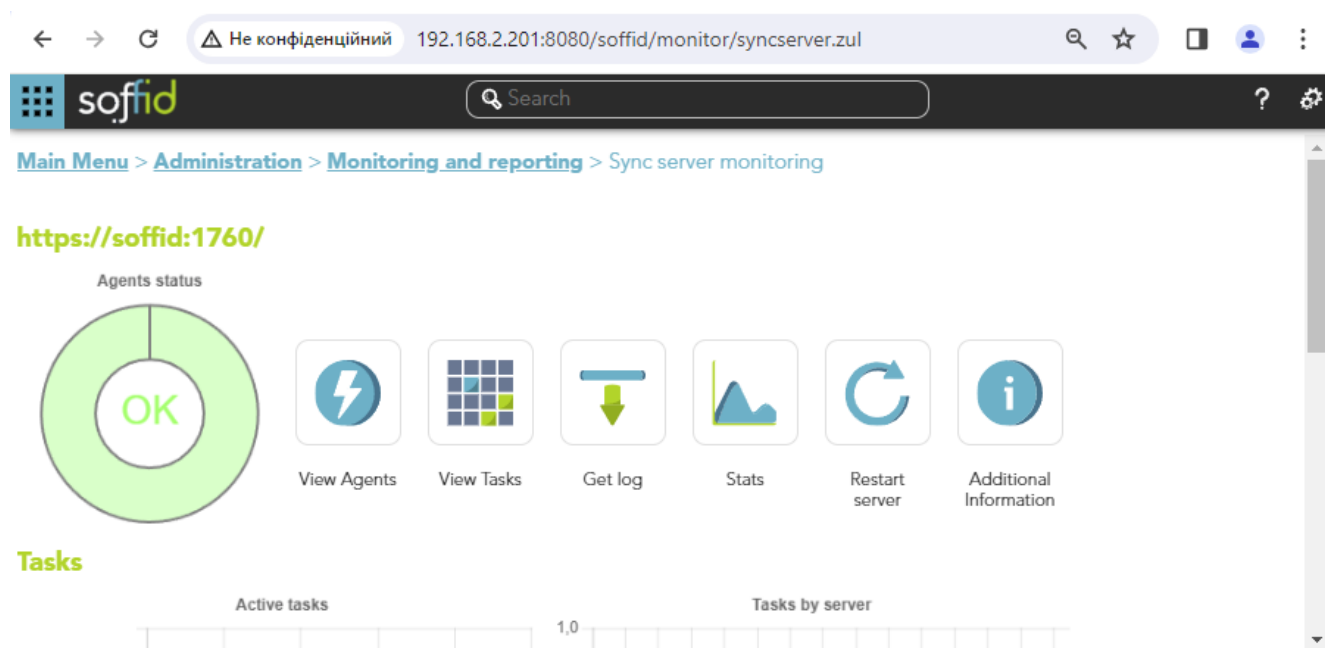 Не конфіденційний 192.168.2.201:8080/soffid/monitor/syncserver.zul
soffid Search ?
Main Menu > Administration > Monitoring and reporting > Sync server monitoring
https://soffid:1760/
Agents status
OK
View Agents View Tasks Get log Stats Restart server Additional Information
Tasks
Active tasks Tasks by server
1,0